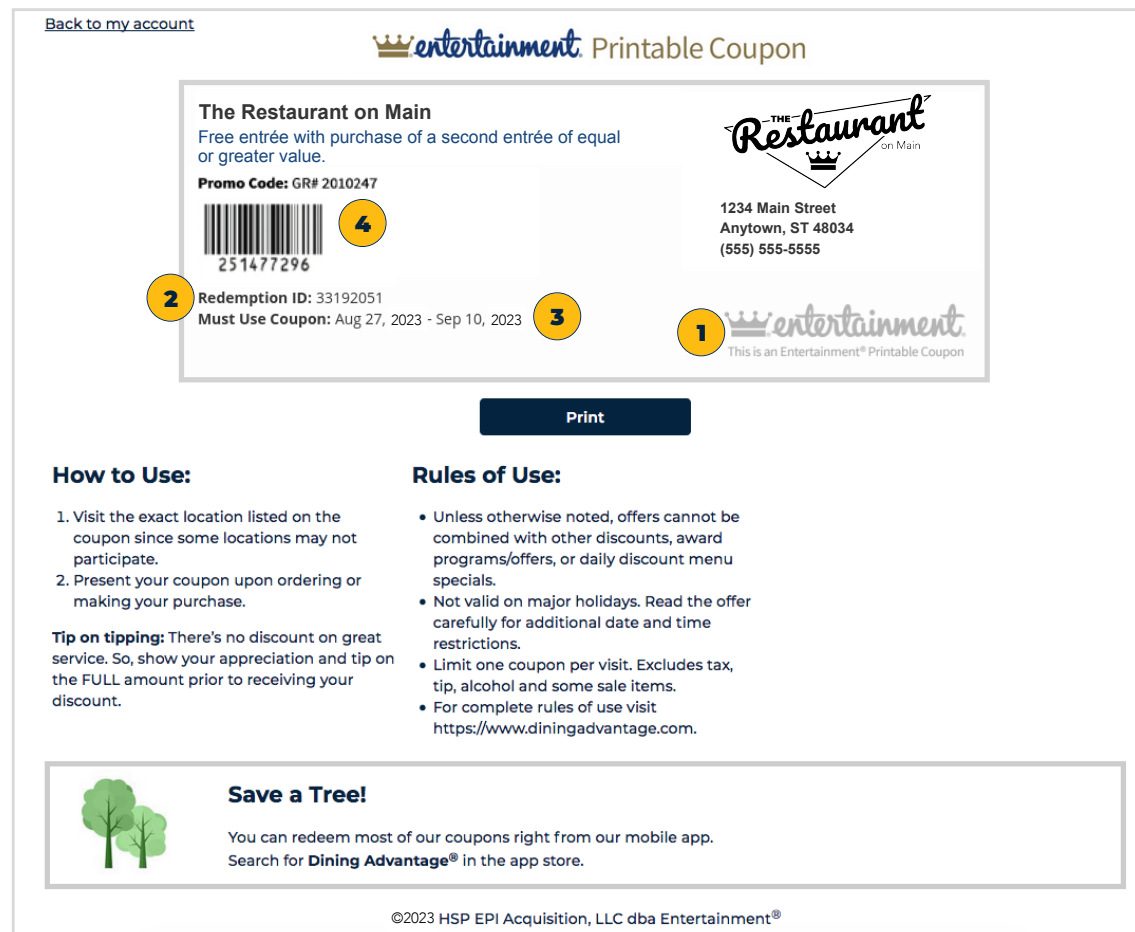 Back to my account
entertainment® Printable Coupon
The Restaurant on Main
Free entrée with purchase of a second entrée of equal
or greater value.
Promo Code: GR# 2010247
4
251477296
THE
Restaurant
on Main
1234 Main Street
Anytown, ST 48034
(555) 555-5555
2
Redemption ID: 33192051
Must Use Coupon: Aug 27, 2023 - Sep 10, 2023
3
1
entertainment®
This is an Entertainment® Printable Coupon
Print
How to Use:
1. Visit the exact location listed on the
coupon since some locations may not
participate.
2. Present your coupon upon ordering or
making your purchase.
Tip on tipping: There's no discount on great
service. So, show your appreciation and tip on
the FULL amount prior to receiving your
discount.
Rules of Use:
• Unless otherwise noted, offers cannot be
combined with other discounts, award
programs/offers, or daily discount menu
specials.
• Not valid on major holidays. Read the offer
carefully for additional date and time
restrictions.
• Limit one coupon per visit. Excludes tax,
tip, alcohol and some sale items.
• For complete rules of use visit
https://www.diningadvantage.com.
Save a Tree!
You can redeem most of our coupons right from our mobile app.
Search for Dining Advantage® in the app store.
©2023 HSP EPI Acquisition, LLC dba Entertainment®